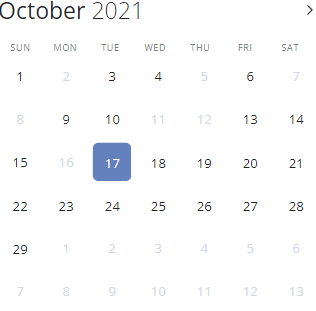 October 2021
SUN MON TUE WED THU FRI SAT
1 2 3 4 5 6 7
8 9 10 11 12 13 14
15 16 17 18 19 20 21
22 23 24 25 26 27 28
29 1 2 3 4 5 6
7 8 9 10 11 12 13